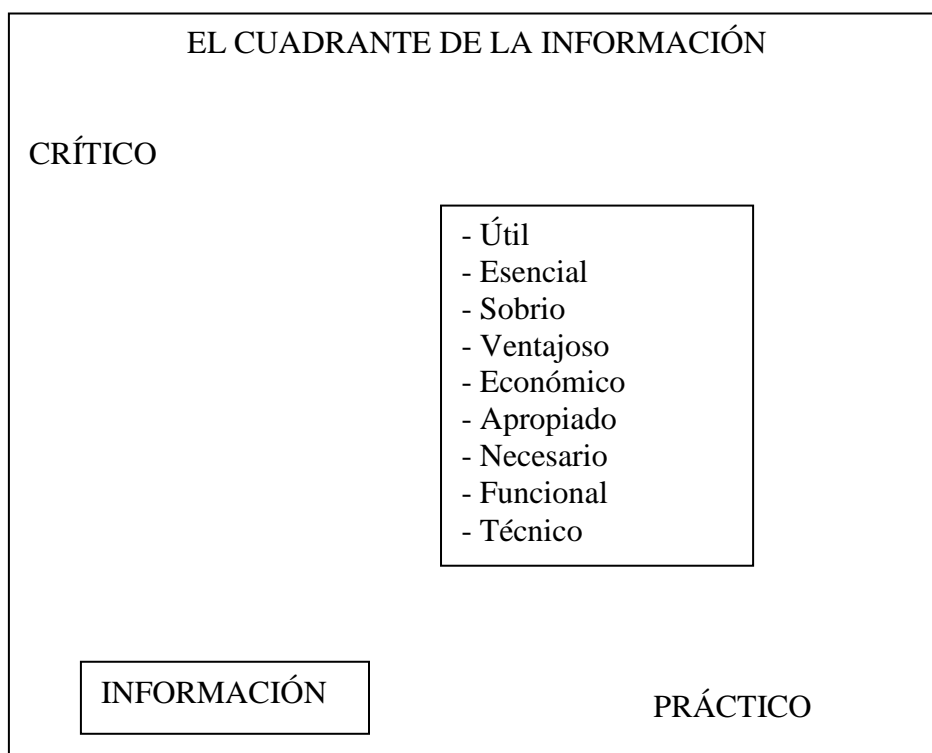 EL CUADRANTE DE LA INFORMACIÓN
CRÍTICO
- Útil
- Esencial
- Sobrio
- Ventajoso
- Económico
- Apropiado
- Necesario
- Funcional
- Técnico
INFORMACIÓN
PRÁCTICO